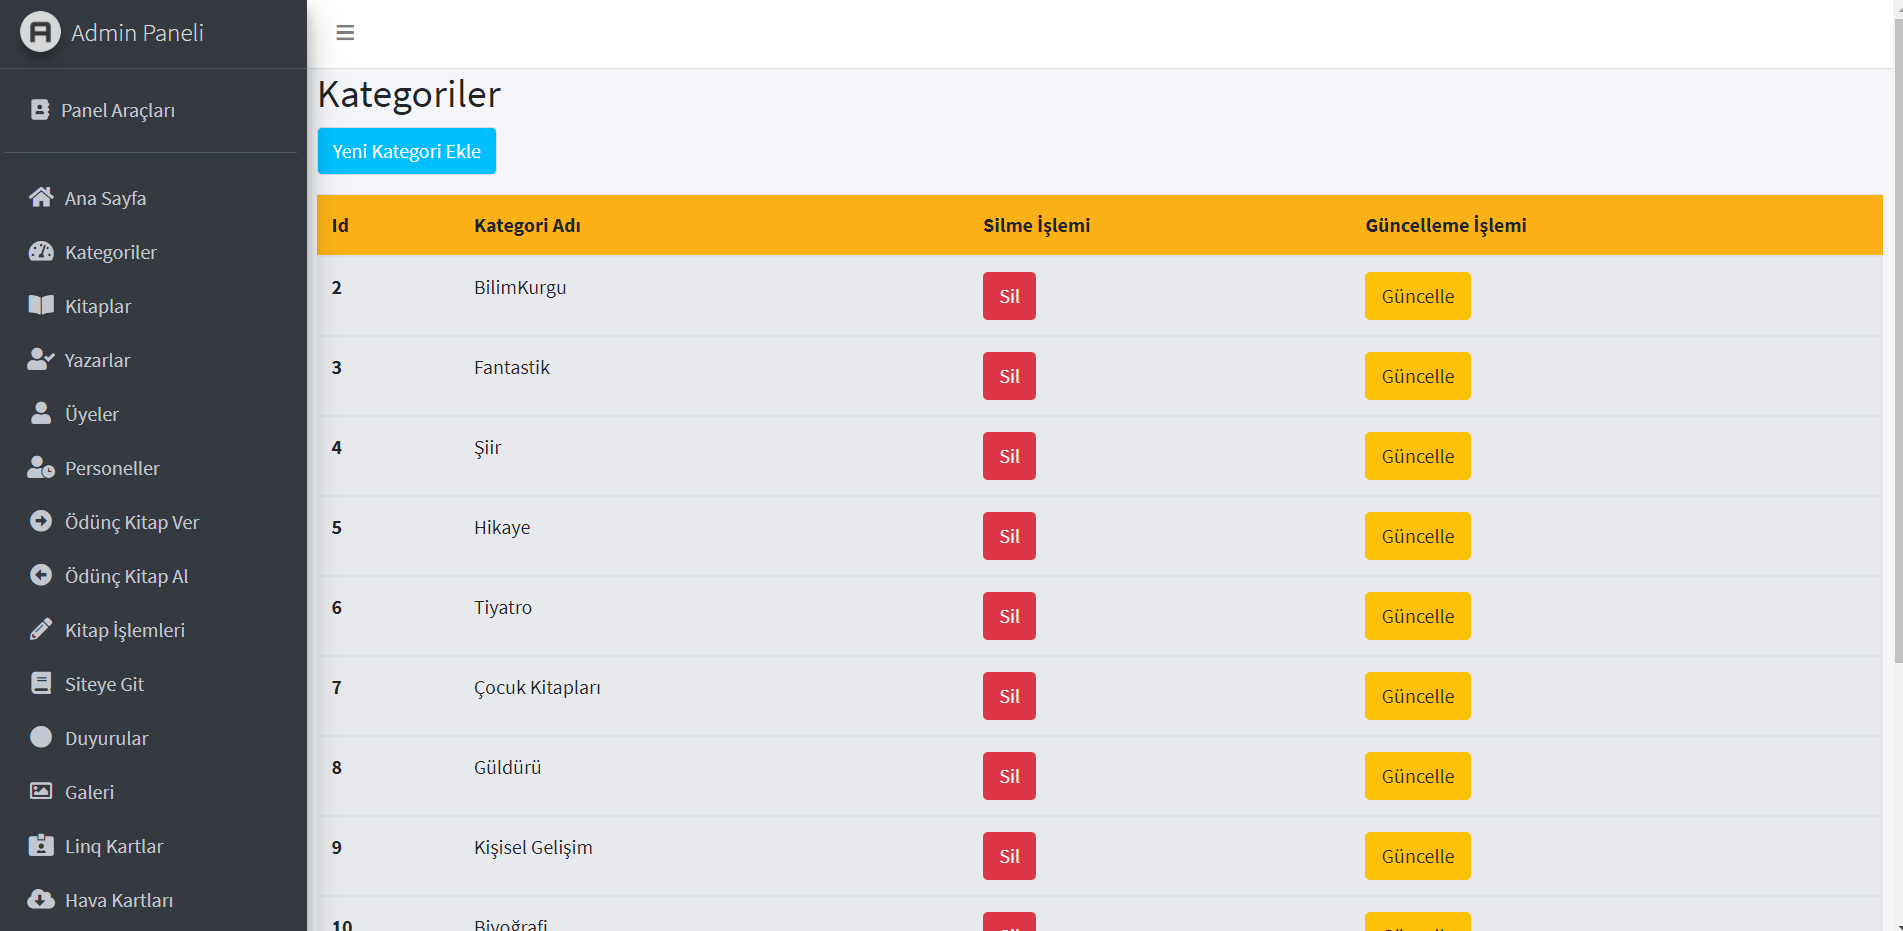 Admin Paneli
Panel Araçları
Ana Sayfa
Kategoriler
Kitaplar
Yazarlar
Üyeler
Personeller
Ödünç Kitap Ver
Ödünç Kitap Al
Kitap İşlemleri
Siteye Git
Duyurular
Galeri
Linq Kartlar
Hava Kartları
Kategoriler
Yeni Kategori Ekle
Id Kategori Adı Silme İşlemi Güncelleme İşlemi
2 BilimKurgu Sil Güncelle
3 Fantastik Sil Güncelle
4 Şiir Sil Güncelle
5 Hikaye Sil Güncelle
6 Tiyatro Sil Güncelle
7 Çocuk Kitapları Sil Güncelle
8 Güldürü Sil Güncelle
9 Kişisel Gelişim Sil Güncelle
10 Biyoğrafi Sil Güncelle